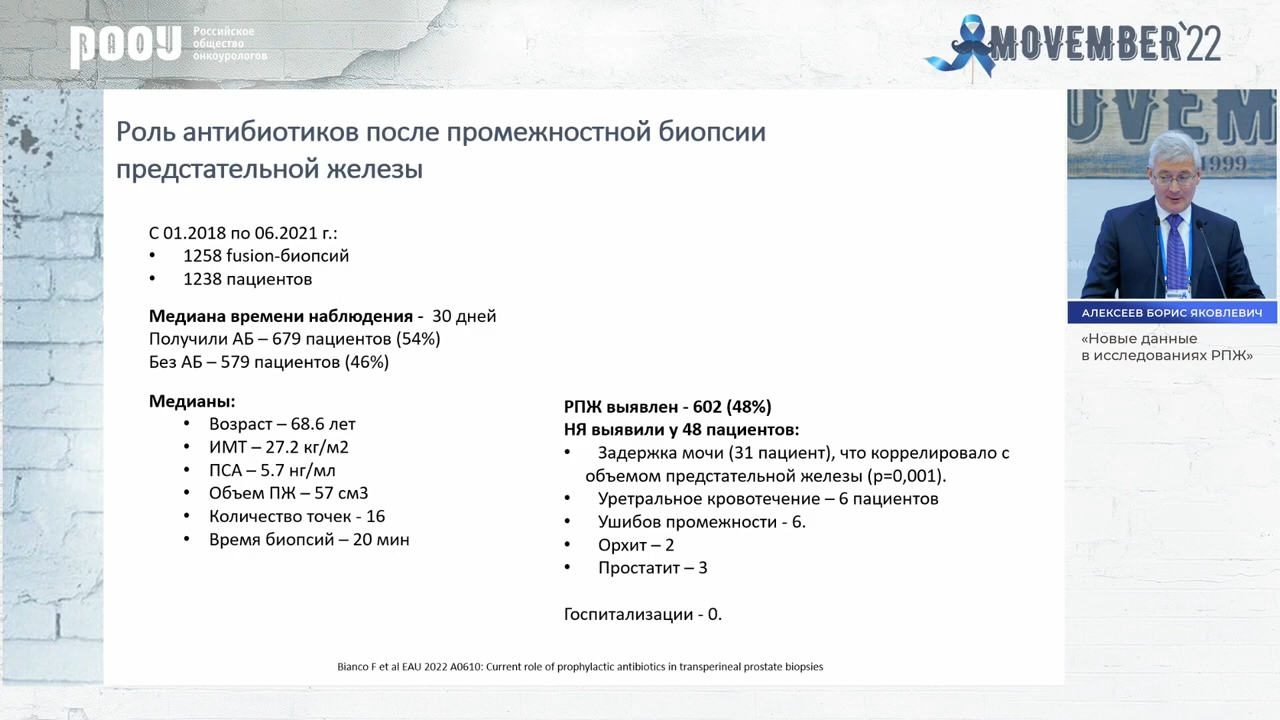 РООУ
Российское
общество
онкоурологов
MOVEMBER'22
Роль антибиотиков после промежностной биопсии
предстательной железы
С 01.2018 по 06.2021 г.:
• 1258 fusion-биопсий
• 1238 пациентов
Медиана времени наблюдения - 30 дней
Получили АБ – 679 пациентов (54%)
Без АБ – 579 пациентов (46%)
Медианы:
• Возраст – 68.6 лет
• ИМТ – 27.2 кг/м2
• ПСА – 5.7 нг/мл
• Объем ПЖ – 57 см3
• Количество точек - 16
• Время биопсий – 20 мин
РПЖ выявлен - 602 (48%)
НЯ выявили у 48 пациентов:
• Задержка мочи (31 пациент), что коррелировало с
объемом предстательной железы (p=0,001).
• Уретральное кровотечение – 6 пациентов
• Ушибов промежности - 6.
• Орхит – 2
• Простатит – 3
Госпитализации - 0.
Bianco F et al EAU 2022 A0610: Current role of prophylactic antibiotics in transperineal prostate biopsies
OVEM
1999
АЛЕКСЕЕВ БОРИС ЯКОВЛЕВИЧ
«Новые данные
в исследованиях РПЖ»